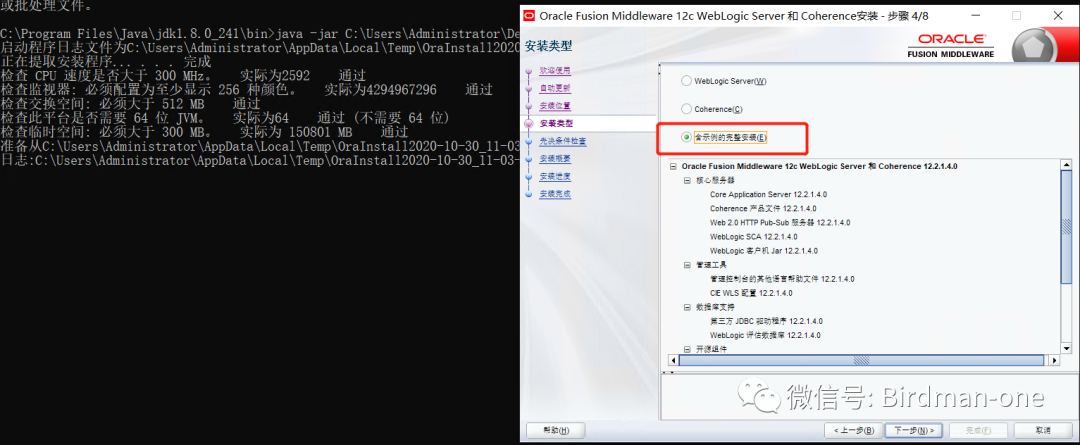 或批处理文件。
C:\Program Files\Java\jdk1.8.0_241\bin>java -jar C:\Users\Administrator\De
启动程序日志文件为C:\Users\Administrator\AppData\Local\Temp\OraInstall2020
正在提取安装程序... . . . 完成
检查 CPU 速度是否大于 300 MHz。 实际为2592 通过
检查监视器: 必须配置为至少显示 256 种颜色。 实际为4294967296 通过
检查交换空间: 必须大于 512 MB 通过
检查此平台是否需要 64 位 JVM。 实际为64 通过 (不需要 64 位)
检查临时空间: 必须大于 300 MB。 实际为 150801 MB 通过
准备从C:\Users\Administrator\AppData\Local\Temp\OraInstall2020-10-30_11-03
日志:C:\Users\Administrator\AppData\Local\Temp\OraInstall2020-10-30_11-03-
Oracle Fusion Middleware 12c WebLogic Server 和 Coherence安装 - 步骤 4/8
安装类型
ORACLE
FUSION MIDDLEWARE
欢迎使用
自动更新
安装位置
安装类型
先决条件检查
安装概要
安装进度
安装完成
WebLogic Server(W)
Coherence(C)
含示例的完整安装(E)
Oracle Fusion Middleware 12c WebLogic Server 和 Coherence 12.2.1.4.0
核心服务器
Core Application Server 12.2.1.4.0
Coherence 产品文件 12.2.1.4.0
Web 2.0 HTTP Pub-Sub 服务器 12.2.1.4.0
WebLogic SCA 12.2.1.4.0
WebLogic 客户机 Jar 12.2.1.4.0
管理工具
管理控制台的其他语言帮助文件 12.2.1.4.0
CIE WLS 配置 12.2.1.4.0
数据库支持
第三方 JDBC 驱动程序 12.2.1.4.0
WebLogic 评估数据库 12.2.1.4.0
开源组件
微信号: Birdman-one
帮助(H)
< 上一步(B)
下一步(N) >
完成(F)
取消